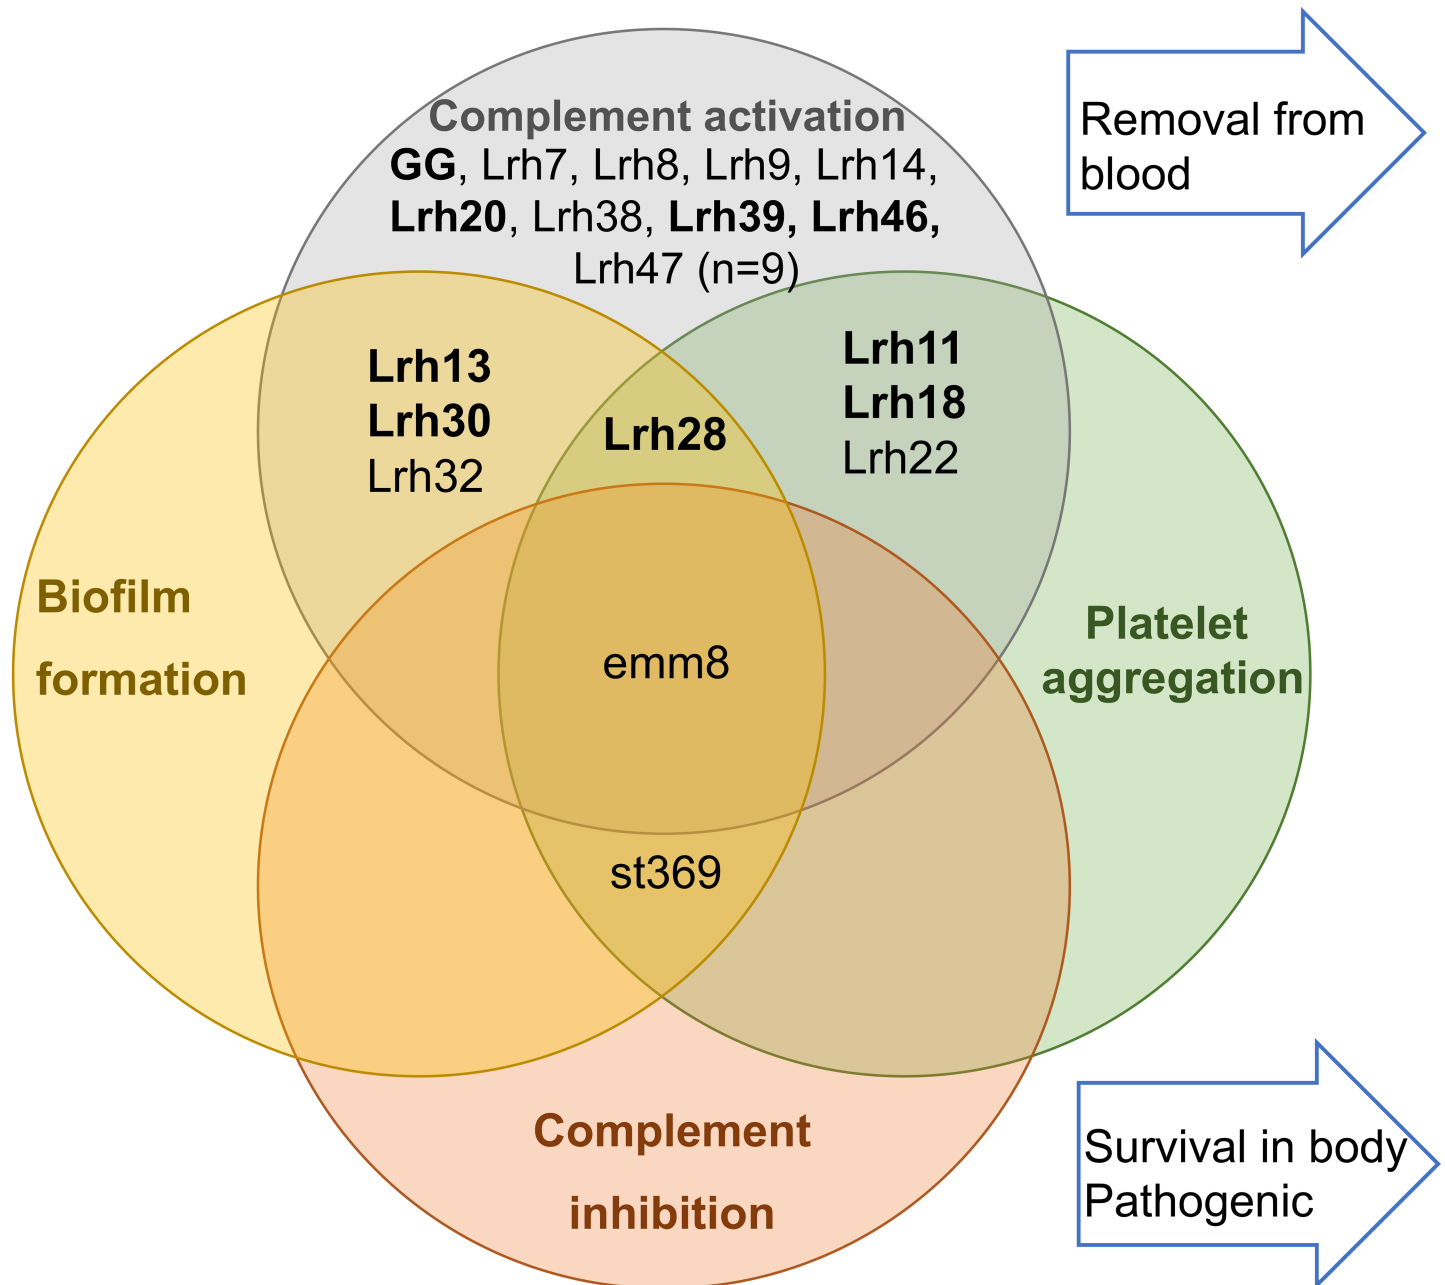 Complement activation
GG, Lrh7, Lrh8, Lrh9, Lrh14,
Lrh20, Lrh38, Lrh39, Lrh46,
Lrh47 (n=9)
Removal from
blood
Lrh13
Lrh30
Lrh32
Lrh28
Lrh11
Lrh18
Lrh22
Biofilm
formation
emm8
Platelet
aggregation
st369
Complement
inhibition
Survival in body
Pathogenic